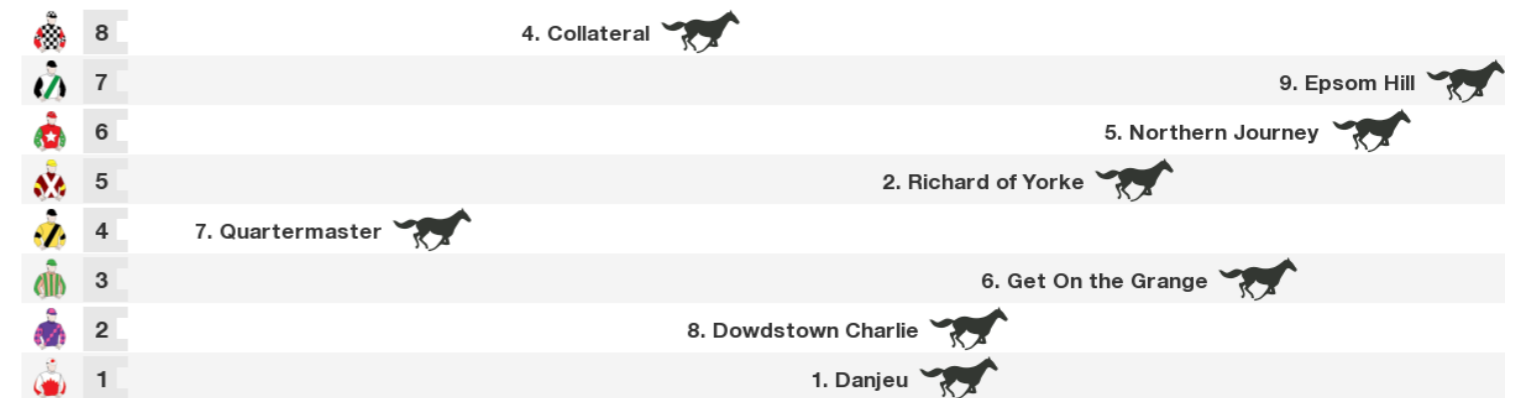 8 4. Collateral
7 9. Epsom Hill
6 5. Northern Journey
5 2. Richard of Yorke
4 7. Quartermaster
3 6. Get On the Grange
2 8. Dowdstown Charlie
1 1. Danjeu